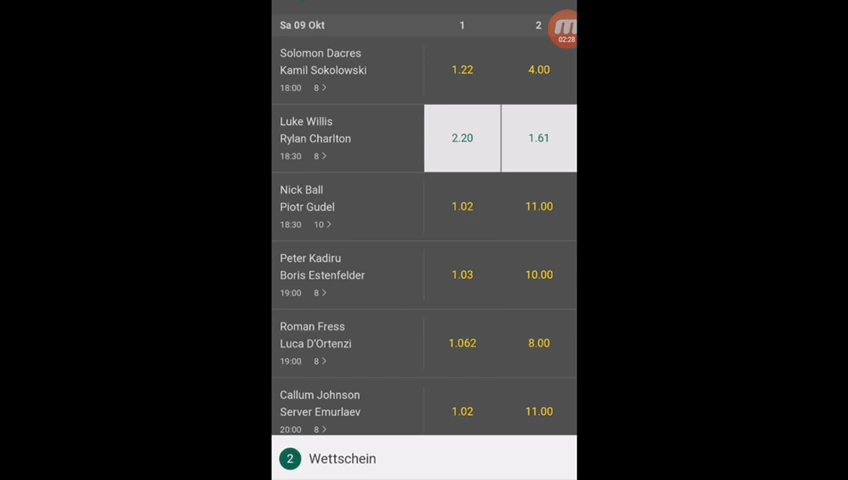 Sa 09 Okt 1 2
02:28
Solomon Dacres
Kamil Sokolowski 1.22 4.00
18:00 8 >
Luke Willis
Rylan Charlton 2.20 1.61
18:30 8 >
Nick Ball
Piotr Gudel 1.02 11.00
18:30 10 >
Peter Kadiru
Boris Estenfelder 1.03 10.00
19:00 8 >
Roman Fress
Luca D'Ortenzi 1.062 8.00
19:00 8 >
Callum Johnson
Server Emurlaev 1.02 11.00
20:00 8 >
2 Wettschein